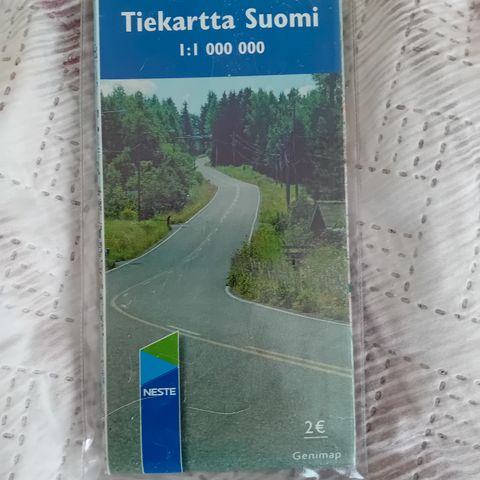 Tiekartta Suomi
1:1 000 000
NESTE
2€
Genimap